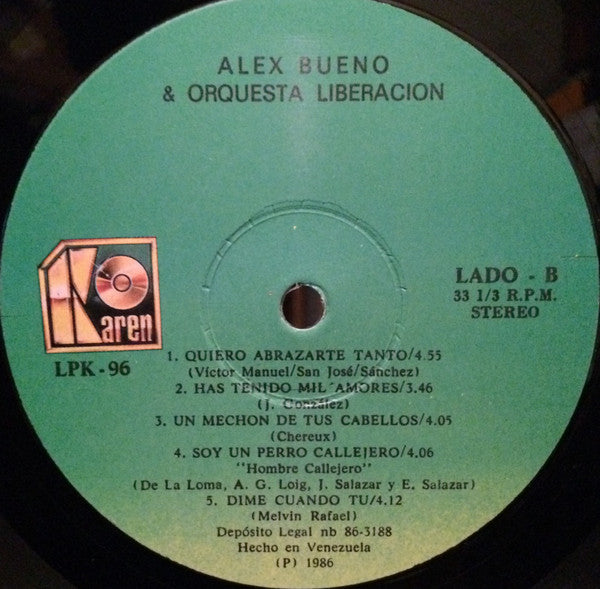 ALEX BUENO
& ORQUESTA LIBERACION
Karen
LPK-96
LADO - B
33 1/3 R.P.M.
STEREO
1. QUIERO ABRAZARTE TANTO/4.55
(Víctor Manuel/San José/Sánchez)
2. HAS TENIDO MIL´AMORES/3.46
(J. González)
3. UN MECHON DE TUS CABELLOS/4.05
(Chereux)
4. SOY UN PERRO CALLEJERO/4.06
"Hombre Callejero"
(De La Loma, A. G. Loig, J. Salazar y E. Salazar)
5. DIME CUANDO TU/4.12
(Melvin Rafael)
Depósito Legal nb 86-3188
Hecho en Venezuela
(P) 1986